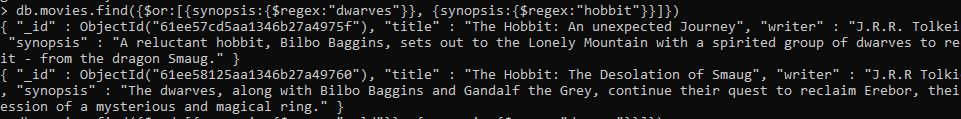 > db.movies.find({$or:[{synopsis:{$regex:"dwarves"}}, {synopsis:{$regex:"hobbit"}}]})
{ "_id" : ObjectId("61ee57cd5aa1346b27a4975f"), "title" : "The Hobbit: An unexpected Journey", "writer" : "J.R.R. Tolkei
"synopsis" : "A reluctant hobbit, Bilbo Baggins, sets out to the Lonely Mountain with a spirited group of dwarves to re
it - from the dragon Smaug." }
{ "_id" : ObjectId("61ee58125aa1346b27a49760"), "title" : "The Hobbit: The Desolation of Smaug", "writer" : "J.R.R Tolki
, "synopsis" : "The dwarves, along with Bilbo Baggins and Gandalf the Grey, continue their quest to reclaim Erebor, thei
ession of a mysterious and magical ring." }